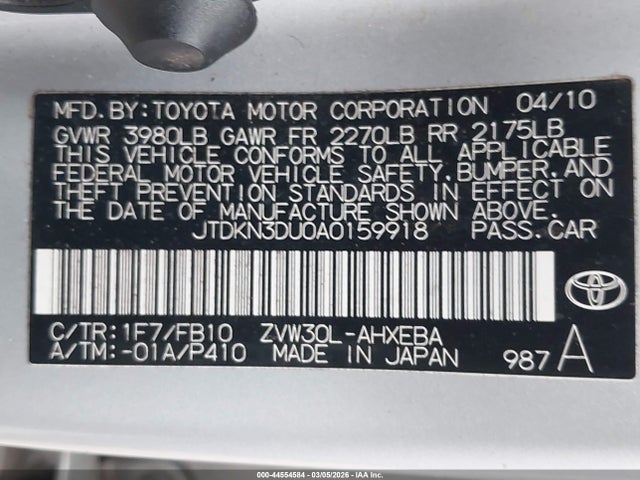 MFD.BY:TOYOTA MOTOR CORPORATION 04/10
GVWR 3980LB GAWR FR 2270LB RR 2175LB
THIS VEHICLE CONFORMS TO ALL APPLICABLE
FEDERAL MOTOR VEHICLE SAFETY,BUMPER,AND
THEFT PREVENTION STANDARDS IN EFFECT ON
THE DATE OF MANUFACTURE SHOWN ABOVE.
JTDKN3DU0A0159918 PASS.CAR
C/TR:1F7/FB10 ZVW30L-AHXEBA
A/TM:-01A/P410 MADE IN JAPAN 987 A
000-44554584 | 03/05/2026 - IAA Inc.